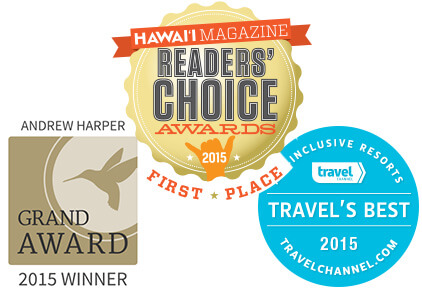 HAWAI'I MAGAZINE
READERS'
CHOICE
AWARDS
2015
FIRST ★ PLACE
ANDREW HARPER
GRAND
AWARD
2015 WINNER
INCLUSIVE RESORTS
travel
CHANNEL
TRAVEL'S BEST
2015
TRAVELCHANNEL.COM